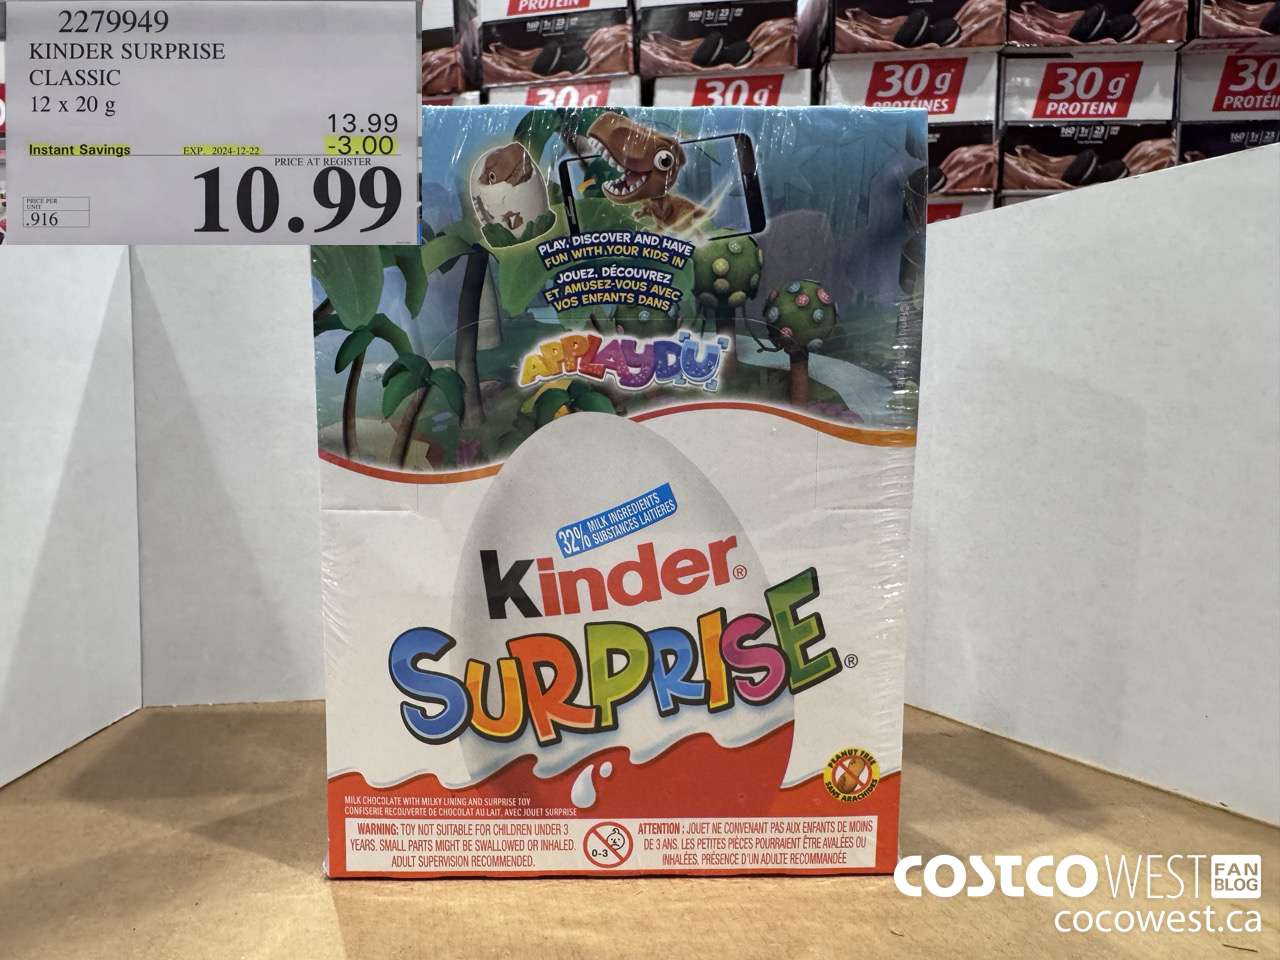 2279949
KINDER SURPRISE
CLASSIC
12 x 20 g
13.99
Instant Savings EXP. 2024-12-22 -3.00
PRICE AT REGISTER
10.99
PRICE PER
UNIT
.916
PROTEIN
30 g
30 g
30 g
PROTÉINES
30 g
PROTEIN
30
PLAY, DISCOVER AND HAVE
FUN WITH YOUR KIDS IN
JOUEZ, DÉCOUVREZ
ET AMUSEZ-VOUS AVEC
VOS ENFANTS DANS
APPLAYDU
32% MILK INGREDIENTS
SUBSTANCES LAITIÈRES
kinder®
SURPRISE®
PEANUT FREE
SANS ARACHIDES
MILK CHOCOLATE WITH MILKY LINING AND SURPRISE TOY
CONFISERIE RECOUVERTE DE CHOCOLAT AU LAIT, AVEC JOUET SURPRISE
WARNING: TOY NOT SUITABLE FOR CHILDREN UNDER 3
YEARS. SMALL PARTS MIGHT BE SWALLOWED OR INHALED.
ADULT SUPERVISION RECOMMENDED.
0-3
ATTENTION : JOUET NE CONVENANT PAS AUX ENFANTS DE MOINS
DE 3 ANS. LES PETITES PIÈCES POURRAIENT ÊTRE AVALÉES OU
INHALÉES. PRÉSENCE D'UN ADULTE RECOMMANDÉE
COSTCO WEST FAN BLOG
cocowest.ca